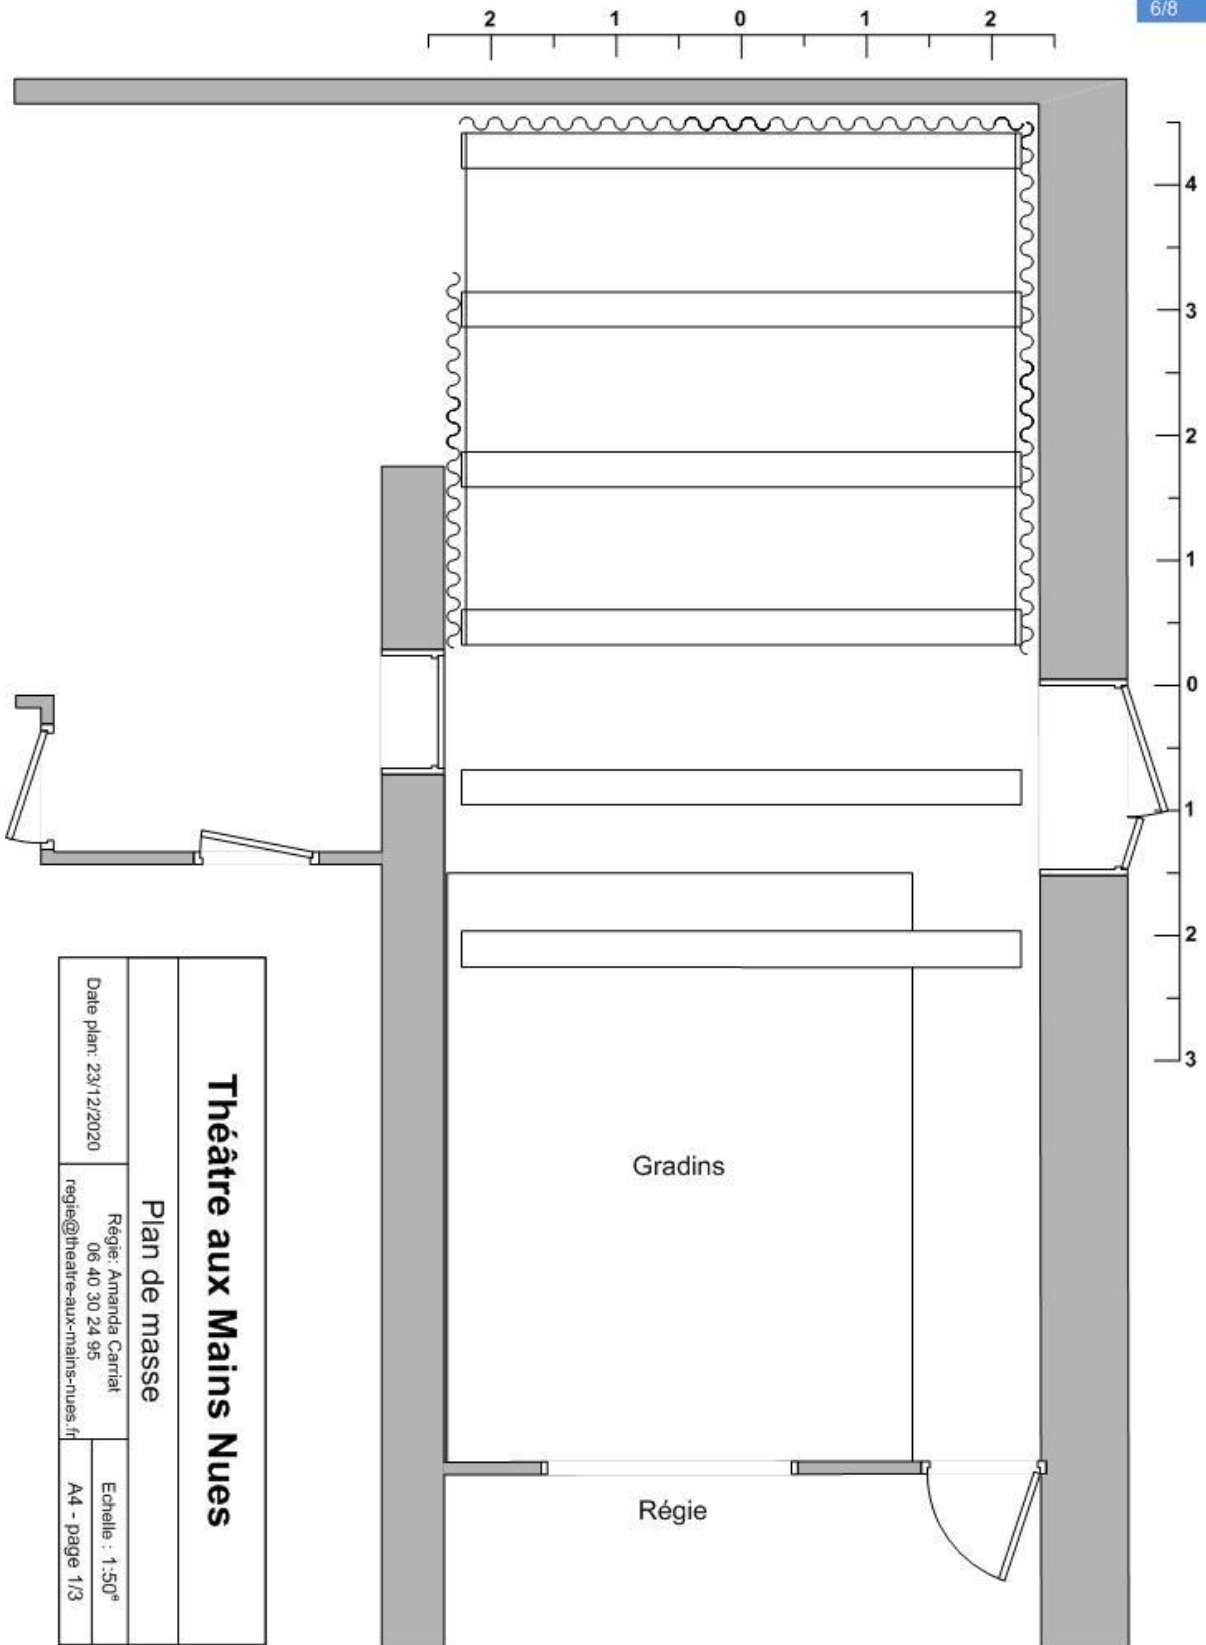 6/8
2 1 0 1 2
4
3
2
1
0
1
2
3
Gradins
Régie
Théâtre aux Mains Nues
Plan de masse
Date plan: 23/12/2020
Régie: Amanda Carriat
06 40 30 24 95
regie@theatre-aux-mains-nues.fr
Echelle : 1:50°
A4 - page 1/3